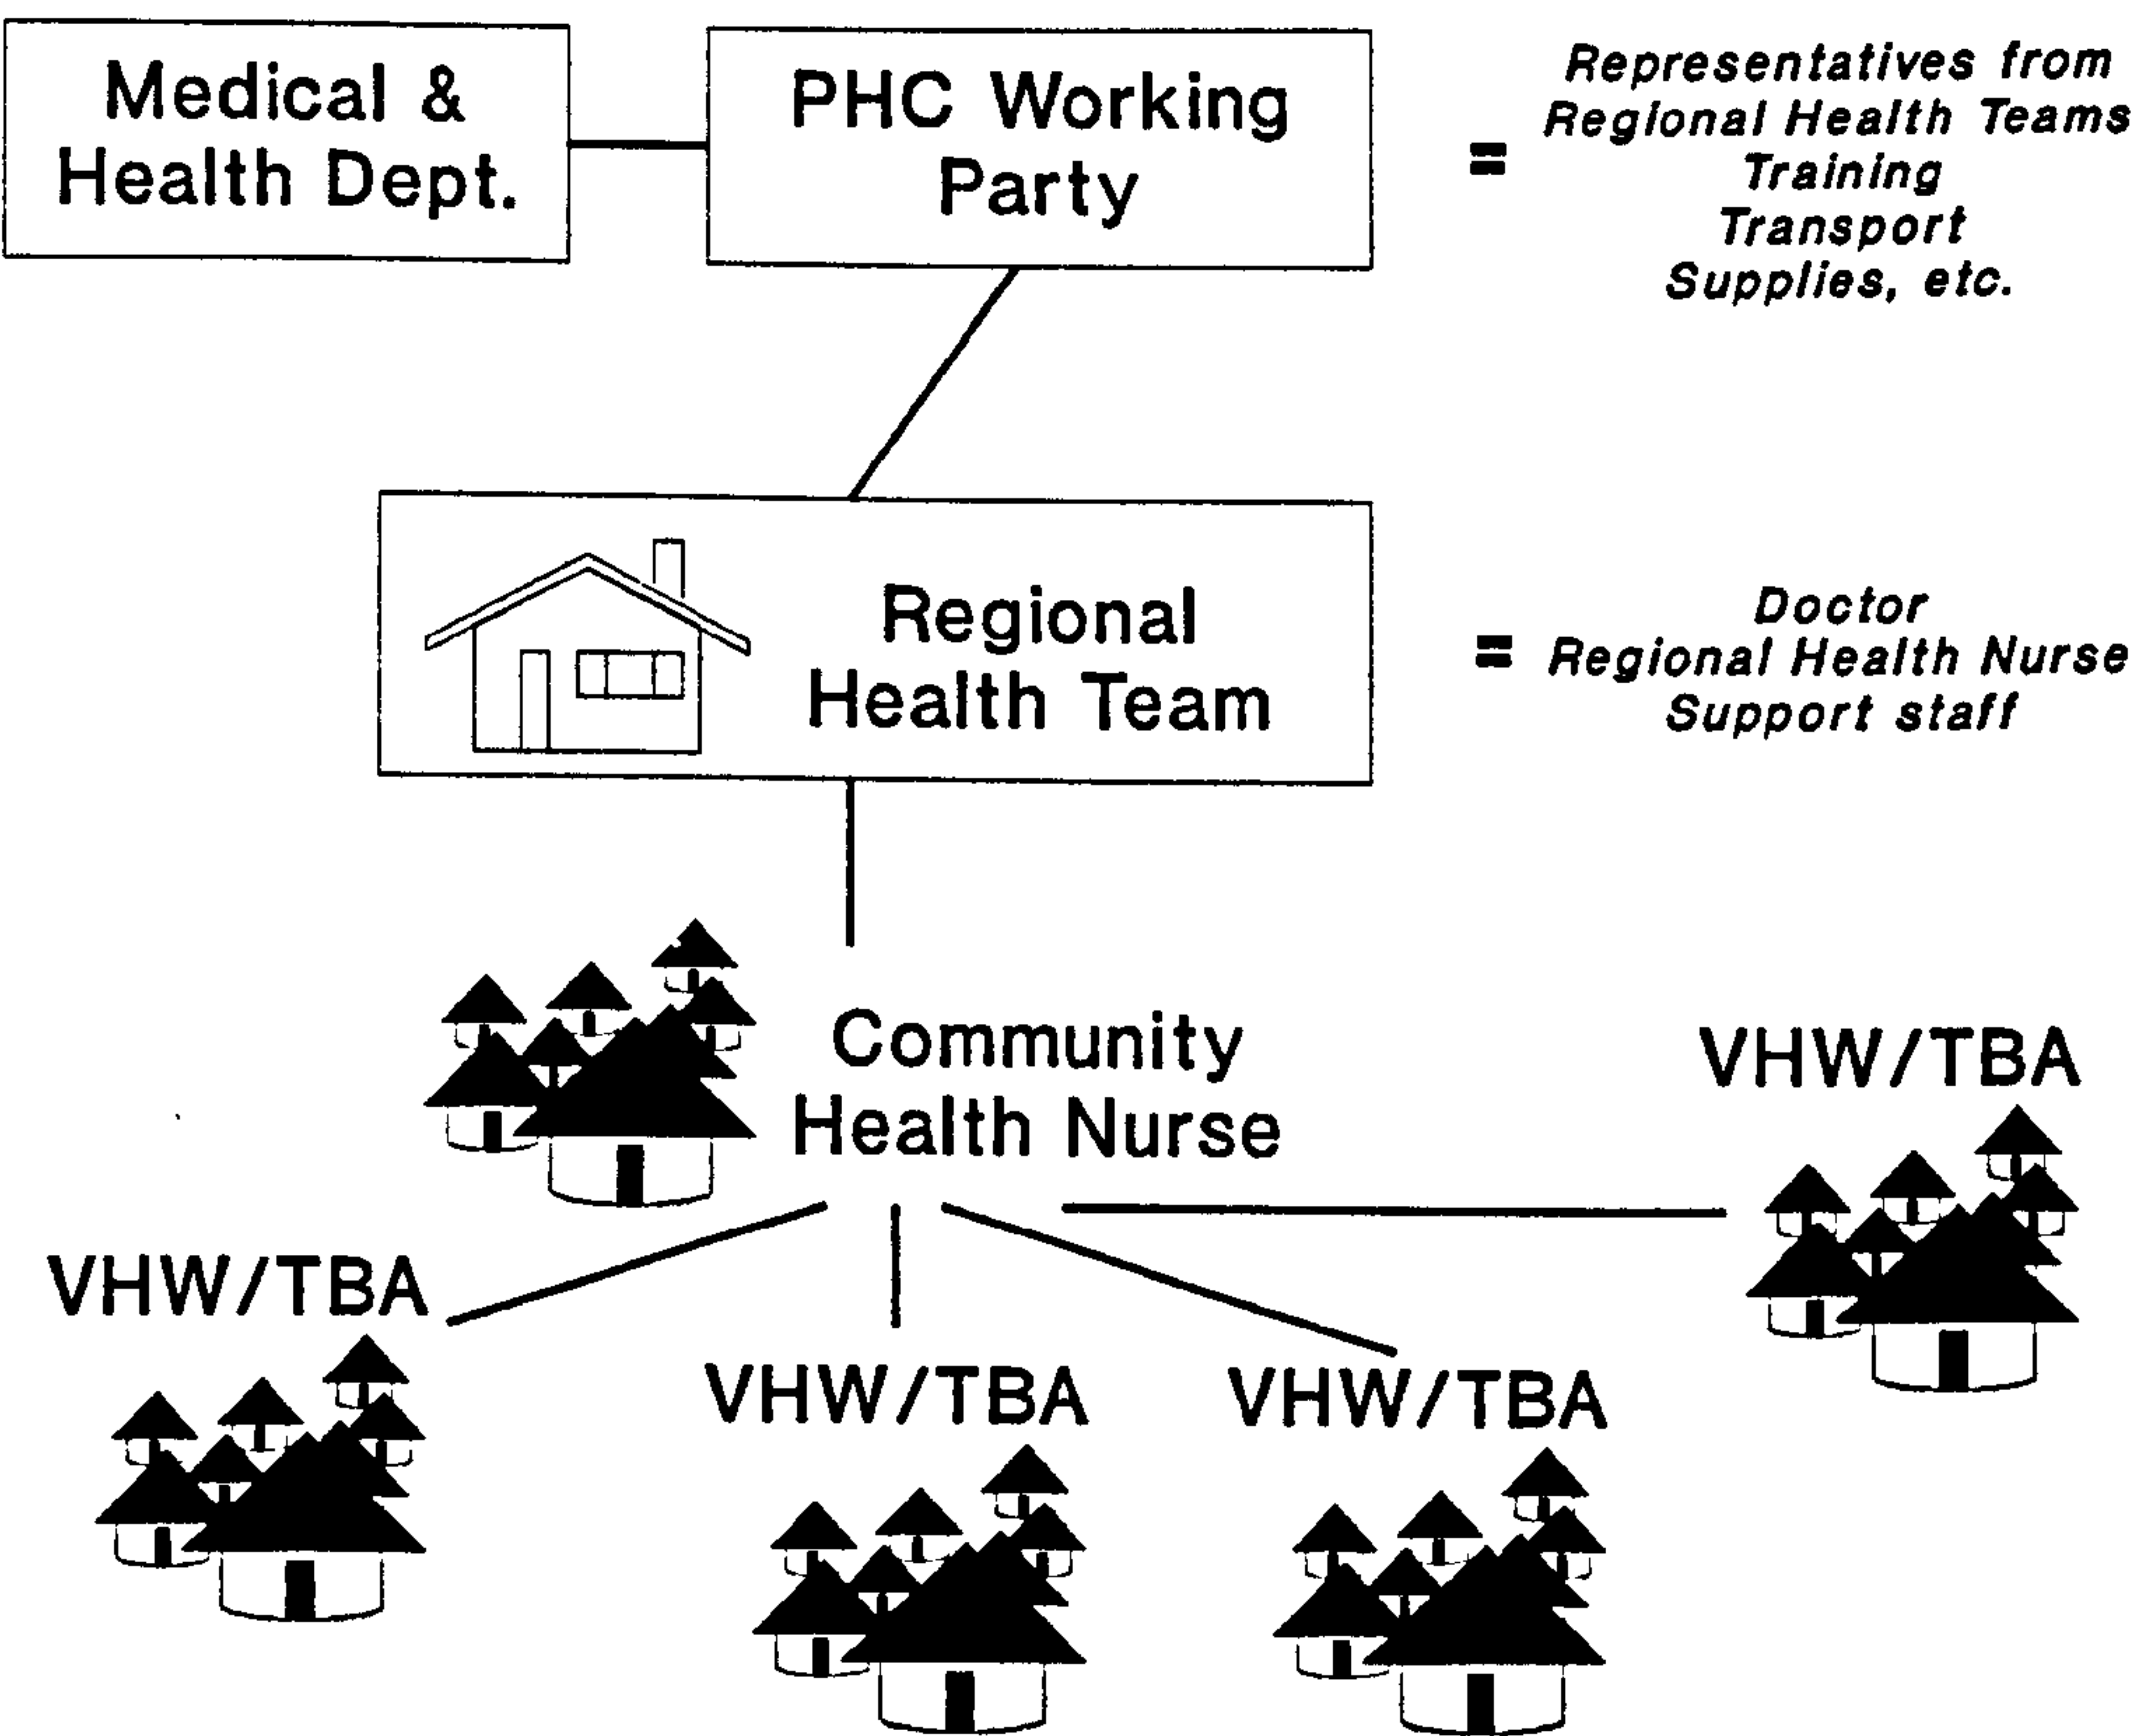 Medical &
Health Dept.
PHC Working
Party
=
Representatives from
Regional Health Teams
Training
Transport
Supplies, etc.
Regional
Health Team
=
Doctor
Regional Health Nurse
Support staff
Community
Health Nurse
VHW/TBA
VHW/TBA
VHW/TBA
VHW/TBA